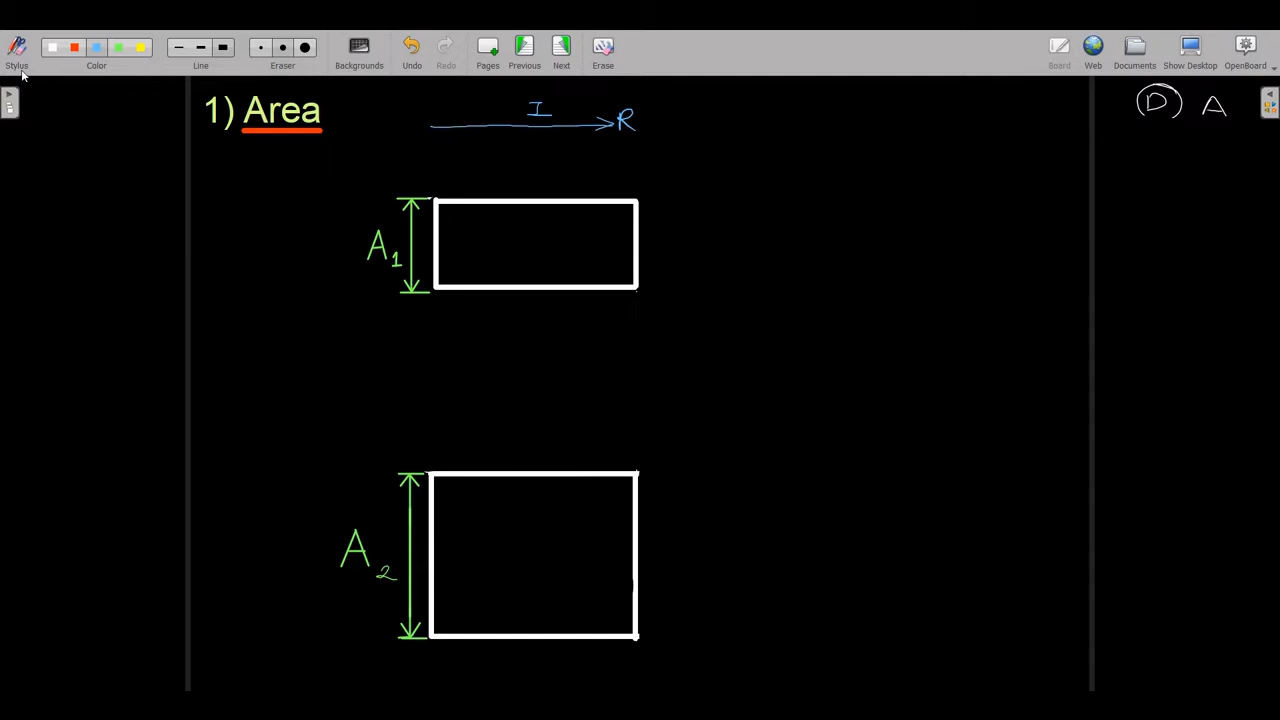 Stylus Color Line Eraser Backgrounds Undo Redo Pages Previous Next Erase Board Web Documents Show Desktop OpenBoard
1) Area
I
R
D A
A1
A2